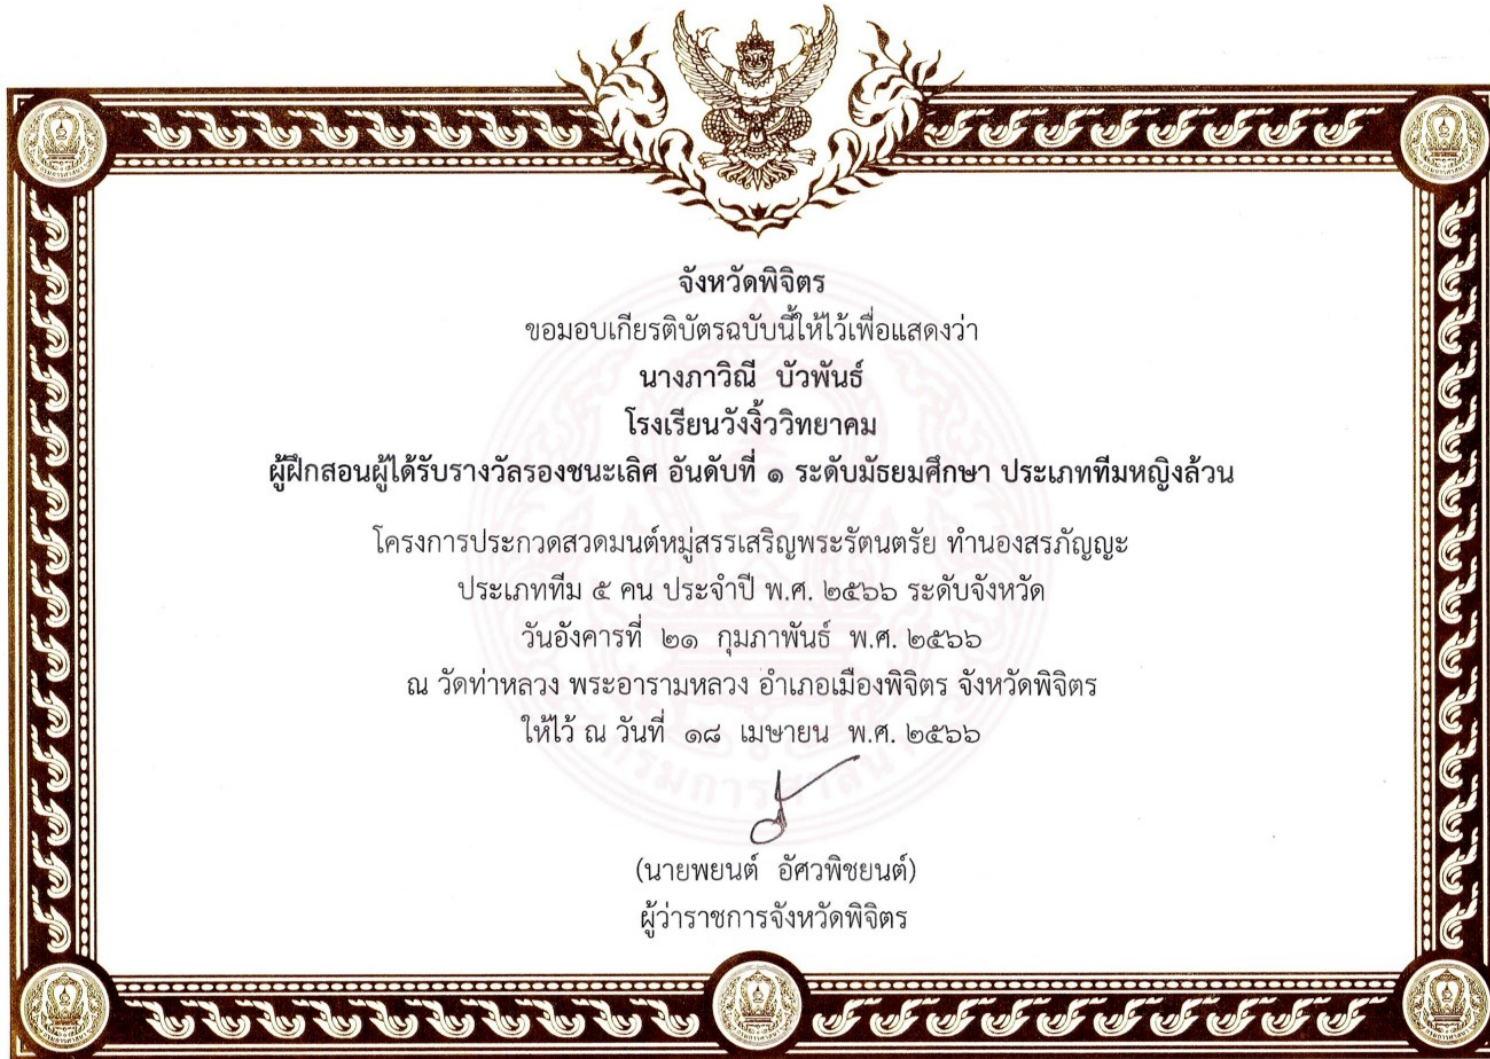 จังหวัดพิจิตร
ขอมอบเกียรติบัตรฉบับนี้ให้ไว้เพื่อแสดงว่า
นางภาวิณี บัวพันธ์
โรงเรียนวังงิ้ววิทยาคม
ผู้ฝึกสอนผู้ได้รับรางวัลรองชนะเลิศ อันดับที่ ๑ ระดับมัธยมศึกษา ประเภททีมหญิงล้วน
โครงการประกวดสวดมนต์หมู่สรรเสริญพระรัตนตรัย ทำนองสรภัญญะ
ประเภททีม ๕ คน ประจำปี พ.ศ. ๒๕๖๖ ระดับจังหวัด
วันอังคารที่ ๒๑ กุมภาพันธ์ พ.ศ. ๒๕๖๖
ณ วัดท่าหลวง พระอารามหลวง อำเภอเมืองพิจิตร จังหวัดพิจิตร
ให้ไว้ ณ วันที่ ๑๘ เมษายน พ.ศ. ๒๕๖๖
กรมการศาสนา
(นายพยนต์ อัศวพิชยนต์)
ผู้ว่าราชการจังหวัดพิจิตร